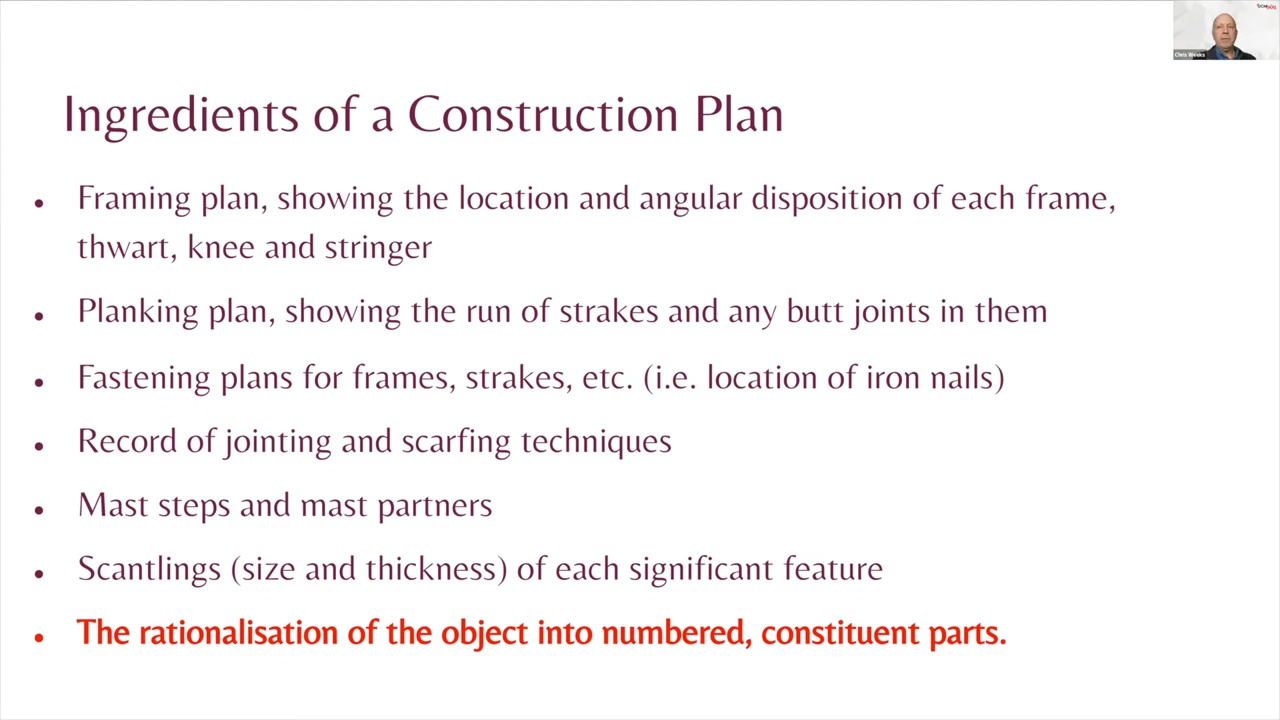 Chris Weeks
Ingredients of a Construction Plan
• Framing plan, showing the location and angular disposition of each frame,
thwart, knee and stringer
• Planking plan, showing the run of strakes and any butt joints in them
• Fastening plans for frames, strakes, etc. (i.e. location of iron nails)
• Record of jointing and scarfing techniques
• Mast steps and mast partners
• Scantlings (size and thickness) of each significant feature
• The rationalisation of the object into numbered, constituent parts.